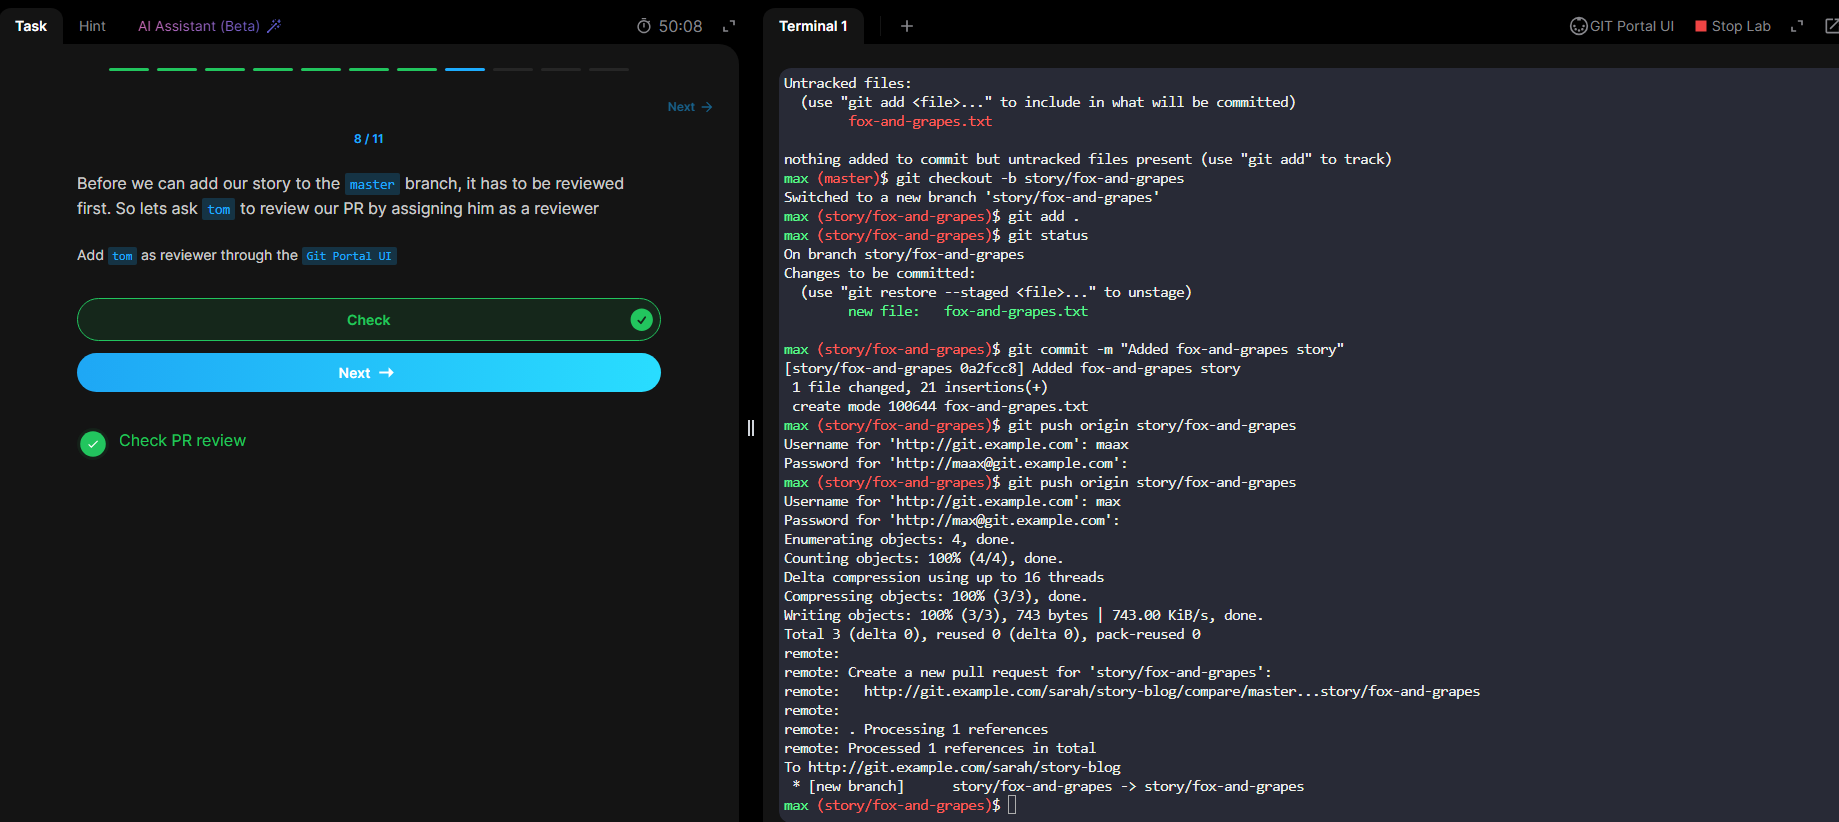 Task
Hint
AI Assistant (Beta)
50:08
Next →
8 / 11
Before we can add our story to the master branch, it has to be reviewed
first. So lets ask tom to review our PR by assigning him as a reviewer
Add tom as reviewer through the Git Portal UI
Check
Next →
Check PR review
Terminal 1
+
GIT Portal UI
Stop Lab
Untracked files:
  (use "git add <file>..." to include in what will be committed)
        fox-and-grapes.txt
nothing added to commit but untracked files present (use "git add" to track)
max (master)$ git checkout -b story/fox-and-grapes
Switched to a new branch 'story/fox-and-grapes'
max (story/fox-and-grapes)$ git add .
max (story/fox-and-grapes)$ git status
On branch story/fox-and-grapes
Changes to be committed:
  (use "git restore --staged <file>..." to unstage)
        new file:   fox-and-grapes.txt
max (story/fox-and-grapes)$ git commit -m "Added fox-and-grapes story"
[story/fox-and-grapes 0a2fcc8] Added fox-and-grapes story
 1 file changed, 21 insertions(+)
 create mode 100644 fox-and-grapes.txt
max (story/fox-and-grapes)$ git push origin story/fox-and-grapes
Username for 'http://git.example.com': maax
Password for 'http://maax@git.example.com':
max (story/fox-and-grapes)$ git push origin story/fox-and-grapes
Username for 'http://git.example.com': max
Password for 'http://max@git.example.com':
Enumerating objects: 4, done.
Counting objects: 100% (4/4), done.
Delta compression using up to 16 threads
Compressing objects: 100% (3/3), done.
Writing objects: 100% (3/3), 743 bytes | 743.00 KiB/s, done.
Total 3 (delta 0), reused 0 (delta 0), pack-reused 0
remote:
remote: Create a new pull request for 'story/fox-and-grapes':
remote:   http://git.example.com/sarah/story-blog/compare/master...story/fox-and-grapes
remote:
remote: . Processing 1 references
remote: Processed 1 references in total
To http://git.example.com/sarah/story-blog
 * [new branch]      story/fox-and-grapes -> story/fox-and-grapes
max (story/fox-and-grapes)$